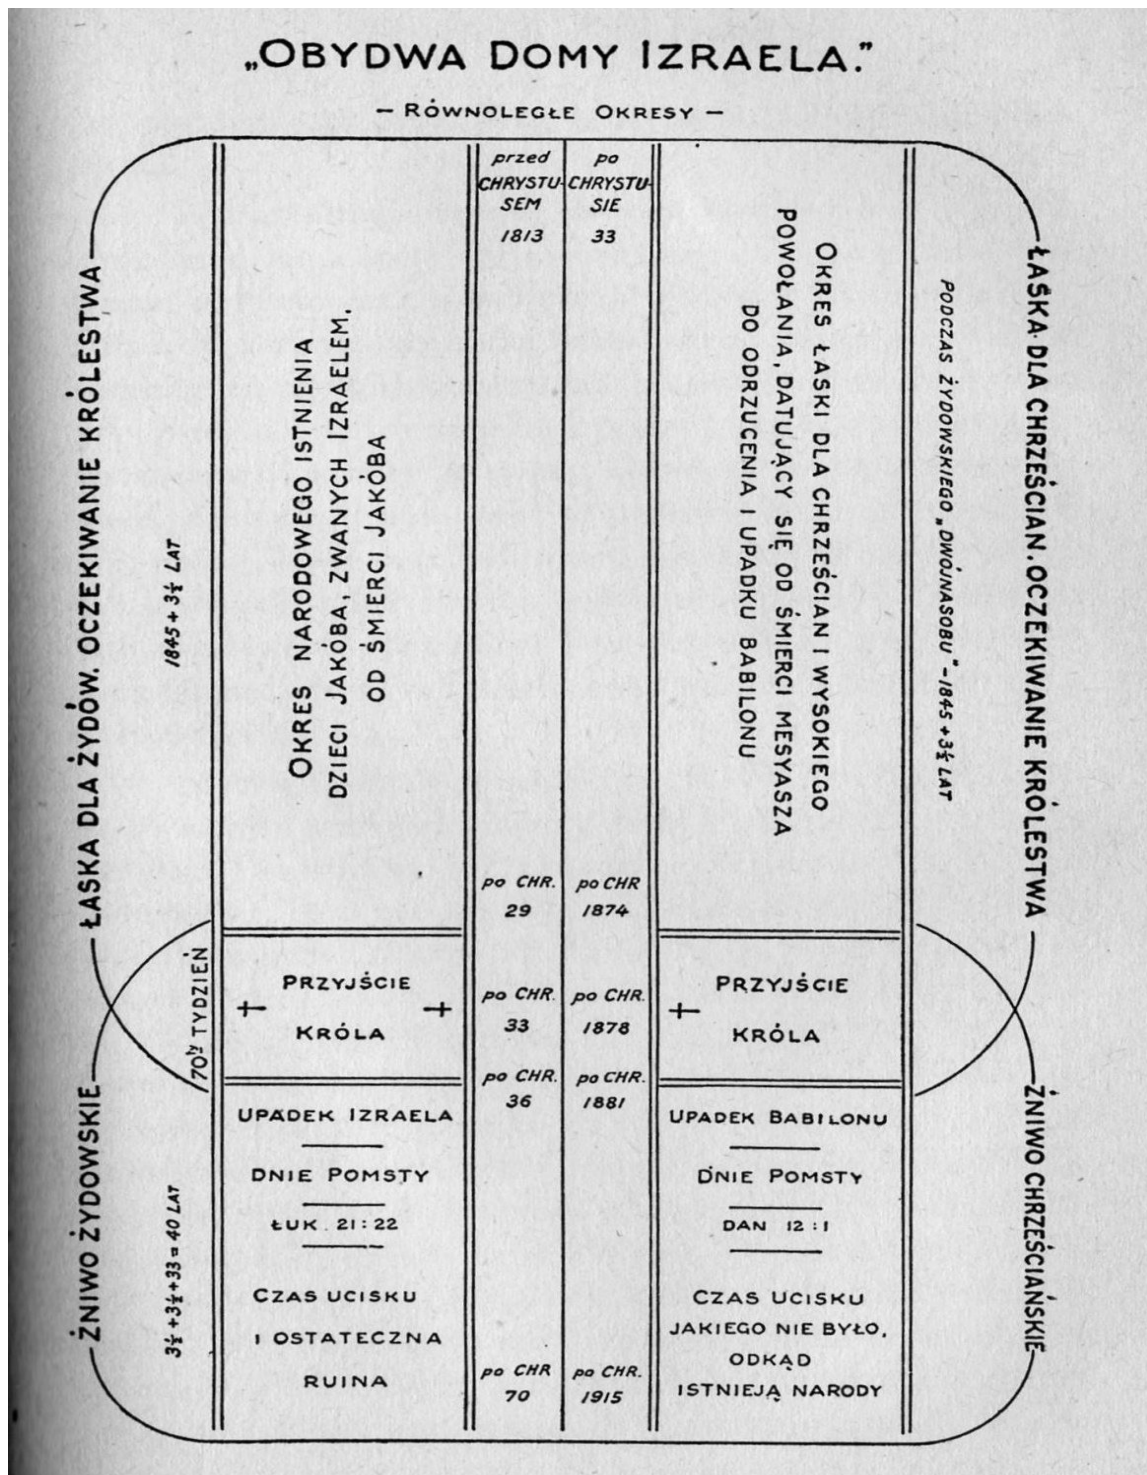 „OBYDWA DOMY IZRAELA.”
– RÓWNOLEGŁE OKRESY –
ŁASKA DLA ŻYDÓW. OCZEKIWANIE KRÓLESTWA
1845 + 3½ LAT
OKRES NARODOWEGO ISTNIENIA
DZIECI JAKÓBA, ZWANYCH IZRAELEM,
OD ŚMIERCI JAKÓBA
przed
CHRYSTU-
SEM
1813
po
CHRYSTU-
SIE
33
OKRES ŁASKI DLA CHRZEŚCIAN I WYSOKIEGO
POWOŁANIA, DATUJĄCY SIĘ OD ŚMIERCI MESYASZA
DO ODRZUCENIA I UPADKU BABILONU
PODCZAS ŻYDOWSKIEGO „DWÓJNASOBU” – 1845 + 3½ LAT
ŁASKA DLA CHRZEŚCIAN. OCZEKIWANIE KRÓLESTWA
po CHR.
29
po CHR
1874
70ty TYDZIEŃ
PRZYJŚCIE
KRÓLA
po CHR.
33
po CHR.
1878
PRZYJŚCIE
KRÓLA
po CHR.
36
po CHR.
1881
ŻNIWO ŻYDOWSKIE
3½ + 3½ + 33 = 40 LAT
UPADEK IZRAELA
DNIE POMSTY
ŁUK. 21:22
CZAS UCISKU
I OSTATECZNA
RUINA
po CHR
70
po CHR.
1915
UPADEK BABILONU
DNIE POMSTY
DAN 12:1
CZAS UCISKU
JAKIEGO NIE BYŁO,
ODKĄD
ISTNIEJĄ NARODY
ŻNIWO CHRZEŚCIAŃSKIE